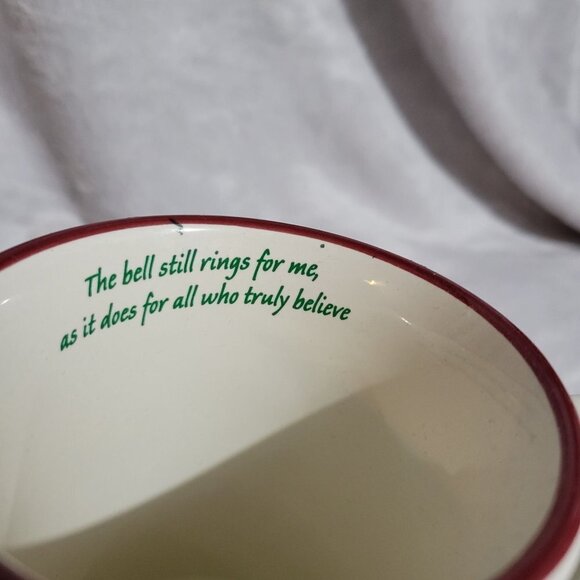 The bell still rings for me,
as it does for all who truly believe